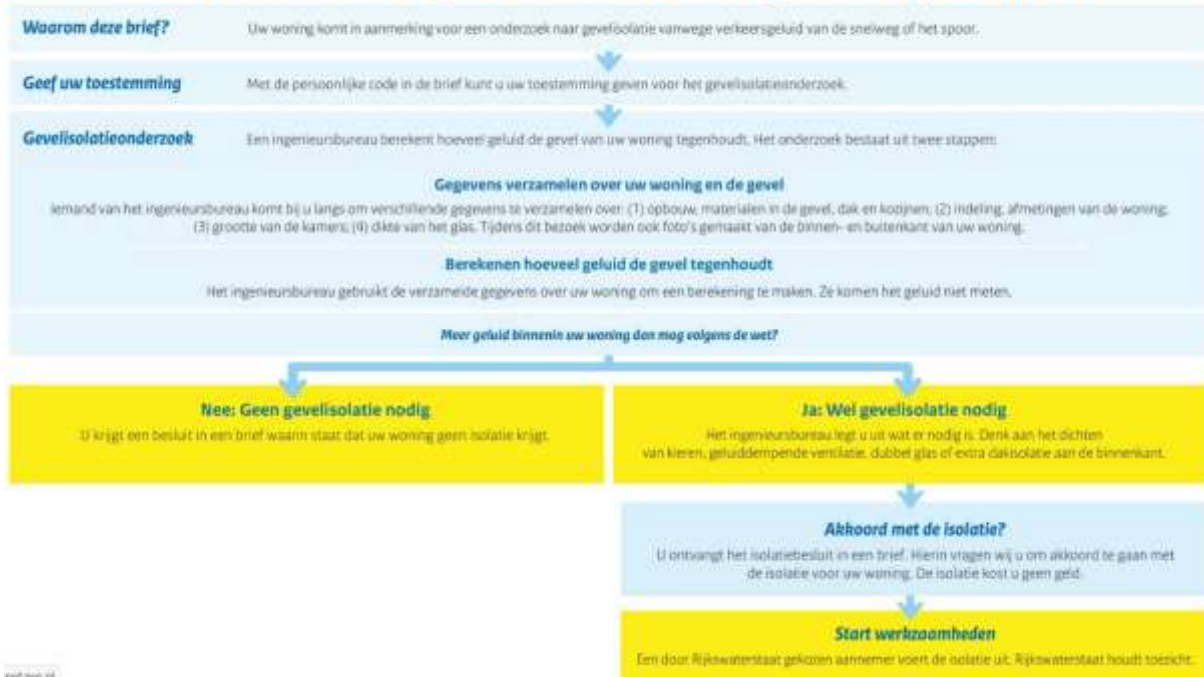 Waarom deze brief?
Uw woning komt in aanmerking voor een onderzoek naar gevelisolatie vanwege verkeersgeluid van de snelweg of het spoor.
Geef uw toestemming
Met de persoonlijke code in de brief kunt u uw toestemming geven voor het gevelisolatieonderzoek.
Gevelisolatieonderzoek
Een ingenieursbureau berekent hoeveel geluid de gevel van uw woning tegenhoudt. Het onderzoek bestaat uit twee stappen:
Gegevens verzamelen over uw woning en de gevel
Iemand van het ingenieursbureau komt bij u langs om verschillende gegevens te verzamelen over: (1) opbouw, materialen in de gevel, dak en kozijnen; (2) indeling, afmetingen van de woning;
(3) grootte van de kamers; (4) dikte van het glas. Tijdens dit bezoek worden ook foto's gemaakt van de binnen- en buitenkant van uw woning.
Berekenen hoeveel geluid de gevel tegenhoudt
Het ingenieursbureau gebruikt de verzamelde gegevens over uw woning om een berekening te maken. Ze komen het geluid niet meten.
Meer geluid binnenin uw woning dan mag volgens de wet?
Nee: Geen gevelisolatie nodig
U krijgt een besluit in een brief waarin staat dat uw woning geen isolatie krijgt.
Ja: Wel gevelisolatie nodig
Het ingenieursbureau legt u uit wat er nodig is. Denk aan het dichten
van kieren, geluiddempende ventilatie, dubbel glas of extra dakisolatie aan de binnenkant.
Akkoord met de isolatie?
U ontvangt het isolatiebesluit in een brief. Hierin vragen wij u om akkoord te gaan met
de isolatie voor uw woning. De isolatie kost u geen geld.
Start werkzaamheden
Een door Rijkswaterstaat gekozen aannemer voert de isolatie uit. Rijkswaterstaat houdt toezicht.